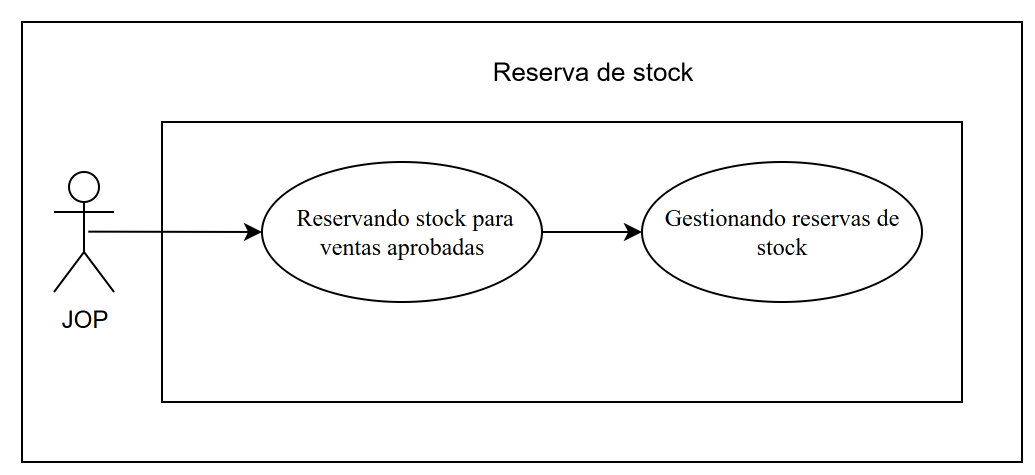 Reserva de stock
Reservando stock para
ventas aprobadas
Gestionando reservas de
stock
JOP